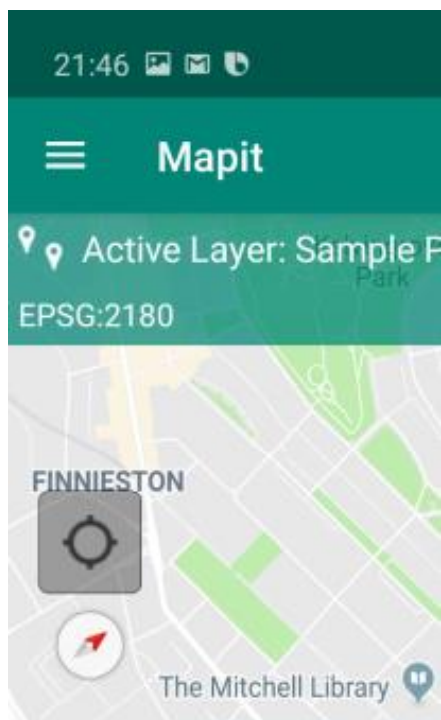 21:46
Mapit
Active Layer: Sample P
Park
EPSG:2180
FINNIESTON
The Mitchell Library